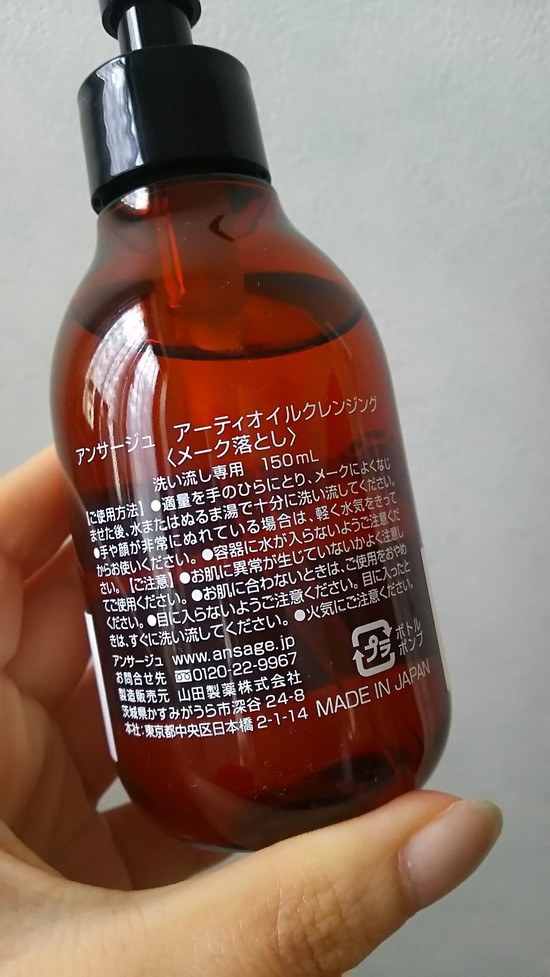 アンサージュ アーティオイルクレンジング
〈メーク落とし〉
洗い流し専用 150mL
【ご使用方法】●適量を手のひらにとり、メークによくなじ
ませた後、水またはぬるま湯で十分に洗い流してください。
●手や顔が非常にぬれている場合は、軽く水気をきって
からお使いください。●容器に水が入らないようご注意くだ
さい。【ご注意】●お肌に異常が生じていないかよく注意し
てご使用ください。●お肌に合わないときは、ご使用をおやめ
ください。●目に入らないようご注意ください。目に入ったと
きは、すぐに洗い流してください。●火気にご注意ください。
アンサージュ www.ansage.jp
お問合せ先 0120-22-9967
製造販売元 山田製薬株式会社
茨城県かすみがうら市深谷 24-8
本社:東京都中央区日本橋 2-1-14
プラ
ボトル
ポンプ
MADE IN JAPAN